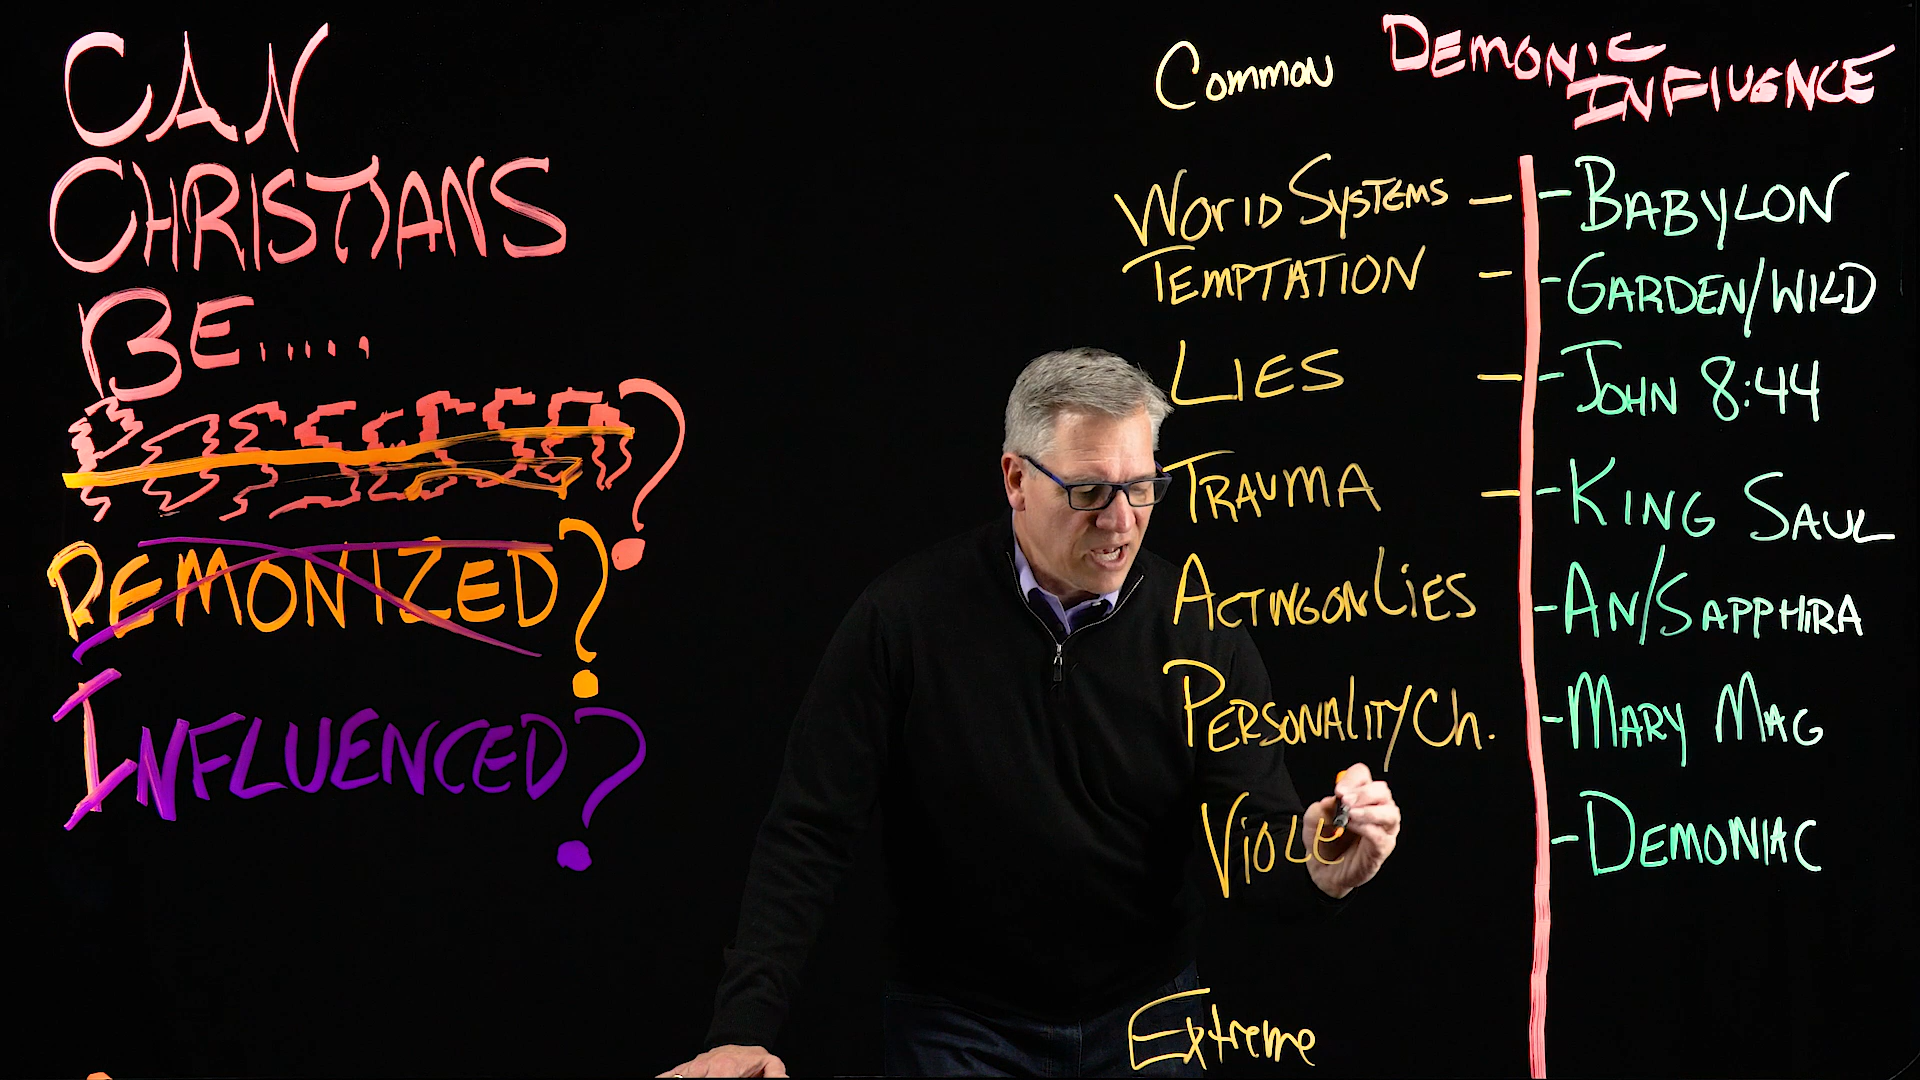 CAN
CHRISTIANS
BE.....
?
DEMONIZED?
INFLUENCED?
Common
DEMONIC
INFLUENCE
WORLD SYSTEMS - - BABYLON
TEMPTATION - - GARDEN/WILD
LIES - - JOHN 8:44
TRAUMA - - KING SAUL
ACTING ON LIES - AN/SAPPHIRA
PERSONALITY Ch. - MARY MAG
VIOLE - DEMONIAC
Extreme